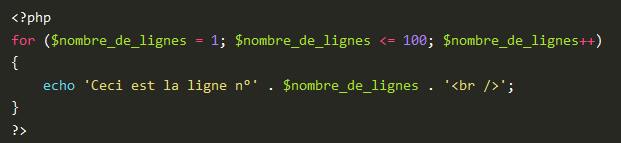 <?php
for ($nombre_de_lignes = 1; $nombre_de_lignes <= 100; $nombre_de_lignes++)
{
    echo 'Ceci est la ligne n°' . $nombre_de_lignes . '<br />';
}
?>